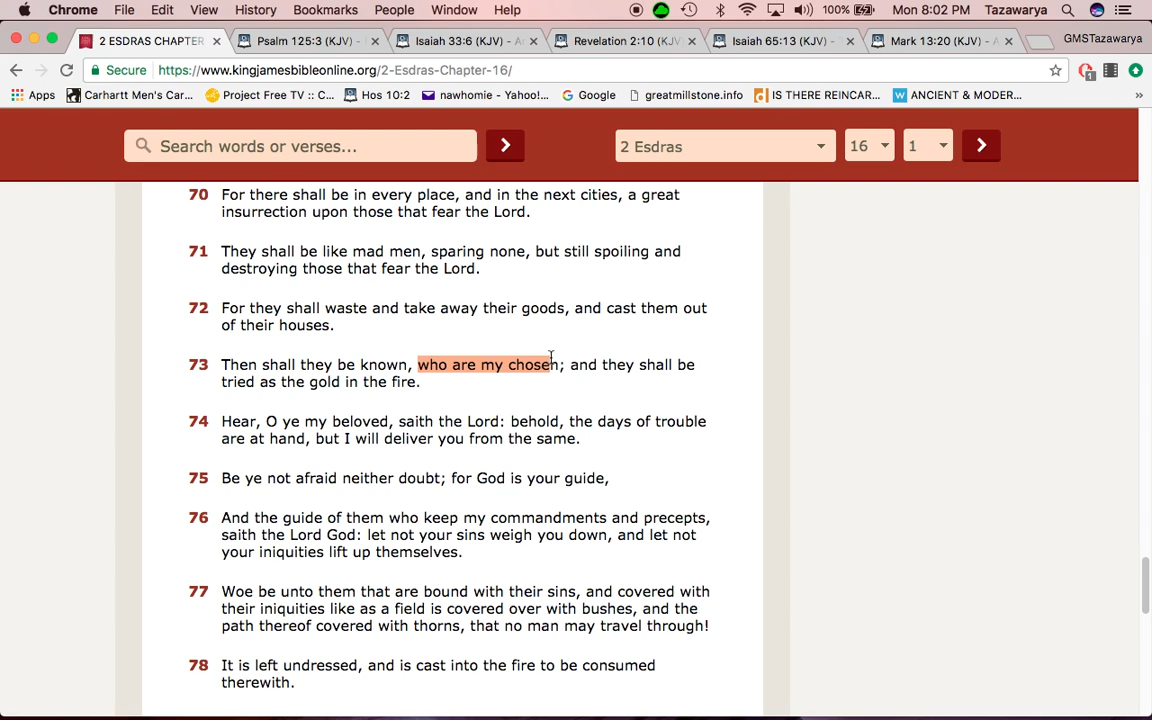 Chrome File Edit View History Bookmarks People Window Help 100% Mon 8:02 PM Tazawarya
2 ESDRAS CHAPTER × Psalm 125:3 (KJV) - × Isaiah 33:6 (KJV) - A × Revelation 2:10 (KJV) × Isaiah 65:13 (KJV) - × Mark 13:20 (KJV) - A × GMSTazawarya
Secure https://www.kingjamesbibleonline.org/2-Esdras-Chapter-16/
Apps Carhartt Men's Car... Project Free TV :: C... Hos 10:2 nawhomie - Yahoo!... Google greatmillstone.info IS THERE REINCAR... ANCIENT & MODER... »
Search words or verses... 2 Esdras 16 1
70 For there shall be in every place, and in the next cities, a great
insurrection upon those that fear the Lord.
71 They shall be like mad men, sparing none, but still spoiling and
destroying those that fear the Lord.
72 For they shall waste and take away their goods, and cast them out
of their houses.
73 Then shall they be known, who are my chosen; and they shall be
tried as the gold in the fire.
74 Hear, O ye my beloved, saith the Lord: behold, the days of trouble
are at hand, but I will deliver you from the same.
75 Be ye not afraid neither doubt; for God is your guide,
76 And the guide of them who keep my commandments and precepts,
saith the Lord God: let not your sins weigh you down, and let not
your iniquities lift up themselves.
77 Woe be unto them that are bound with their sins, and covered with
their iniquities like as a field is covered over with bushes, and the
path thereof covered with thorns, that no man may travel through!
78 It is left undressed, and is cast into the fire to be consumed
therewith.